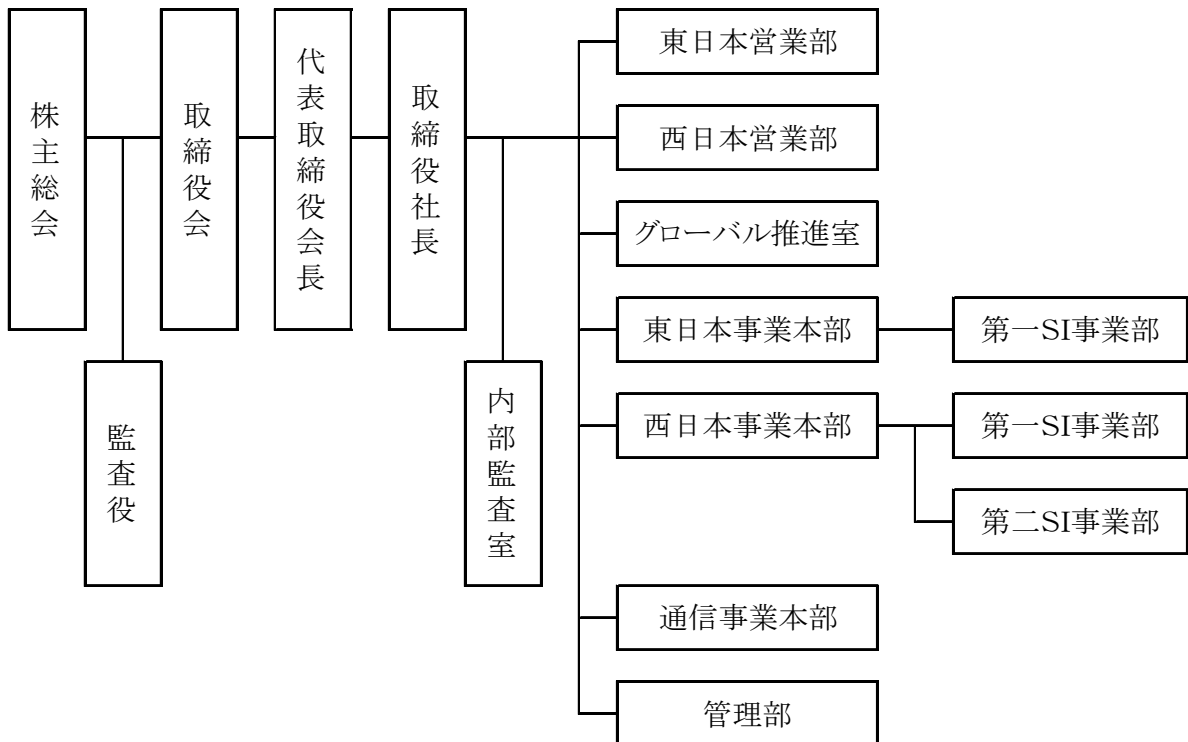 株主総会
監査役
取締役会
代表取締役会長
取締役社長
内部監査室
東日本営業部
西日本営業部
グローバル推進室
東日本事業本部
第一SI事業部
西日本事業本部
第一SI事業部
第二SI事業部
通信事業本部
管理部